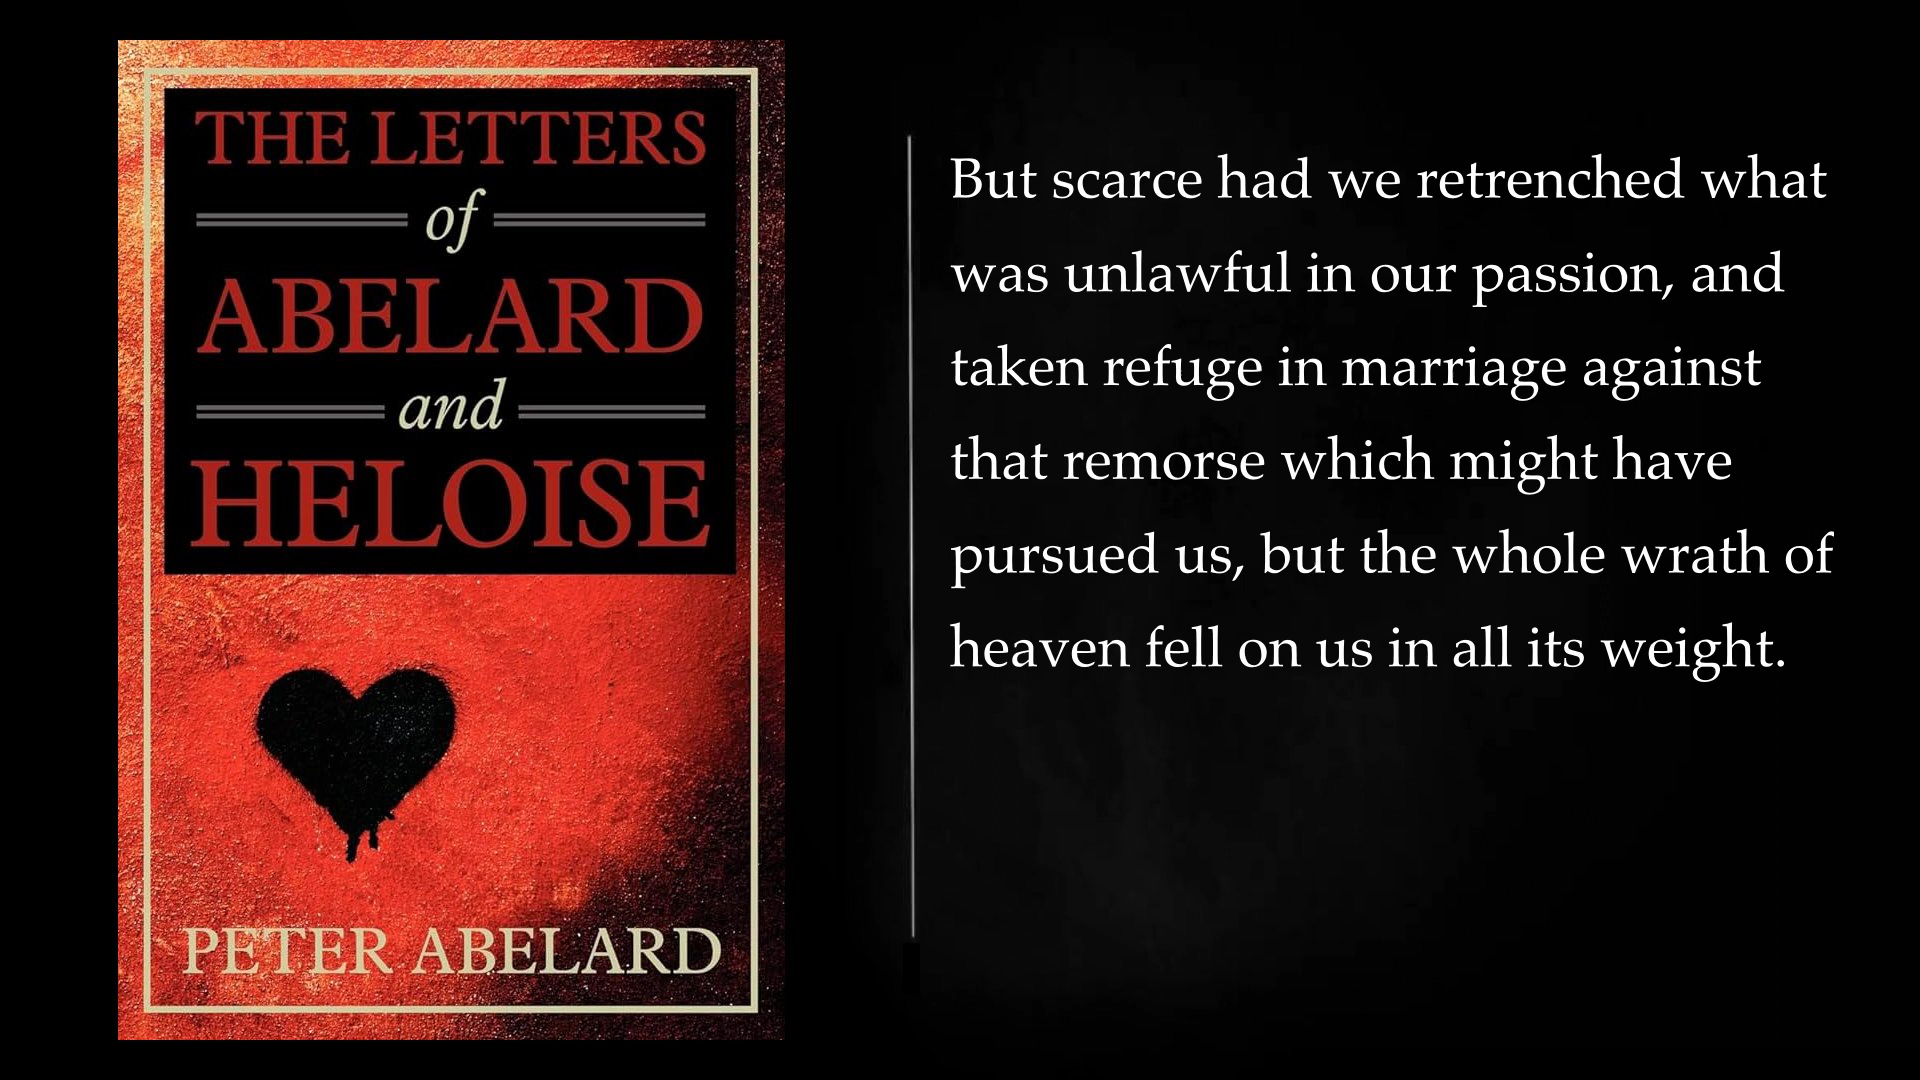 THE LETTERS
of
ABELARD
and
HELOISE
PETER ABELARD
But scarce had we retrenched what
was unlawful in our passion, and
taken refuge in marriage against
that remorse which might have
pursued us, but the whole wrath of
heaven fell on us in all its weight.